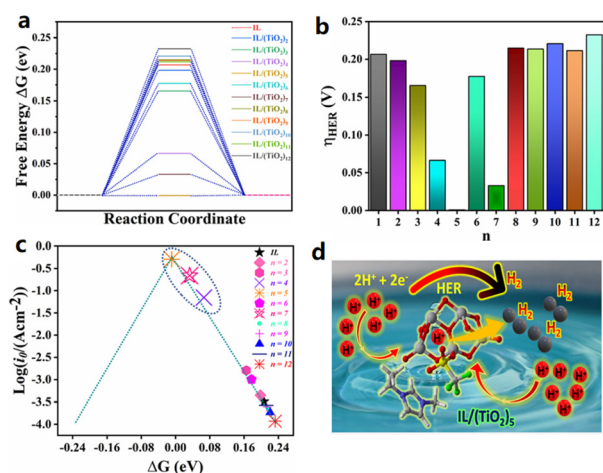 a
Free Energy ΔG (ev)
0.25
0.20
0.15
0.10
0.05
0.00
Reaction Coordinate
IL
IL/(TiO₂)₂
IL/(TiO₂)₃
IL/(TiO₂)₄
IL/(TiO₂)₅
IL/(TiO₂)₆
IL/(TiO₂)₇
IL/(TiO₂)₈
IL/(TiO₂)₉
IL/(TiO₂)₁₀
IL/(TiO₂)₁₁
IL/(TiO₂)₁₂
b
η_HER (V)
0.25
0.20
0.15
0.10
0.05
0.00
1 2 3 4 5 6 7 8 9 10 11 12
n
c
Log(i₀/(Acm⁻²))
0.0
-0.5
-1.0
-1.5
-2.0
-2.5
-3.0
-3.5
-4.0
-0.24 -0.16 -0.08 0.00 0.08 0.16 0.24
ΔG (eV)
IL
n = 2
n = 3
n = 4
n = 5
n = 6
n = 7
n = 8
n = 9
n = 10
n = 11
n = 12
d
2H⁺ + 2e⁻
HER
H₂
H₂
H₂
H₂
H⁺
H⁺
H⁺
H⁺
H⁺
H⁺
H⁺
H⁺
H⁺
H⁺
H⁺
H⁺
IL/(TiO₂)₅